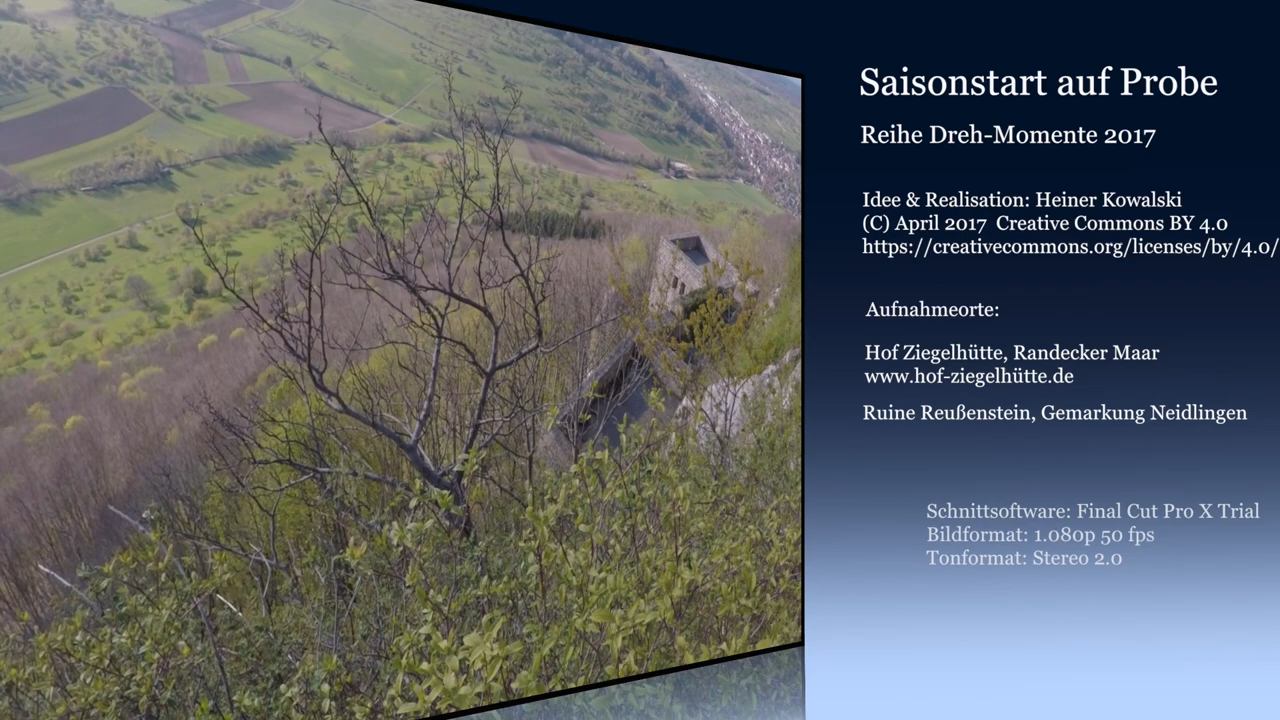 Saisonstart auf Probe
Reihe Dreh-Momente 2017
Idee & Realisation: Heiner Kowalski
(C) April 2017 Creative Commons BY 4.0
https://creativecommons.org/licenses/by/4.0/
Aufnahmeorte:
Hof Ziegelhütte, Randecker Maar
www.hof-ziegelhütte.de
Ruine Reußenstein, Gemarkung Neidlingen
Schnittsoftware: Final Cut Pro X Trial
Bildformat: 1.080p 50 fps
Tonformat: Stereo 2.0